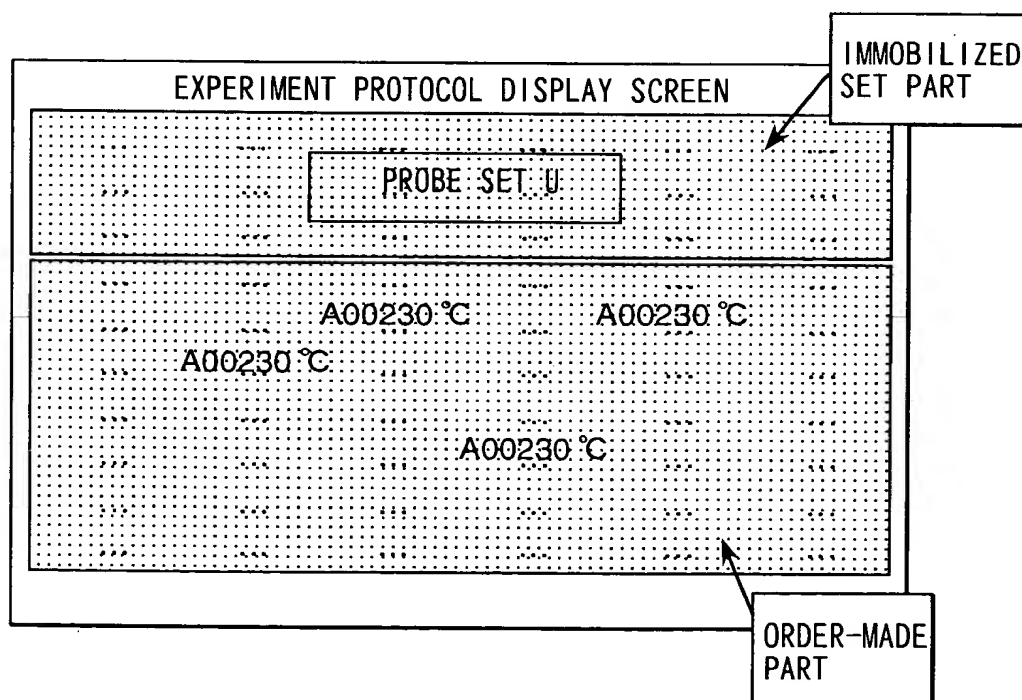 IMMOBILIZED
SET PART
EXPERIMENT PROTOCOL DISPLAY SCREEN
PROBE SET U
A00230 ℃
A00230 ℃
A00230 ℃
A00230 ℃
ORDER-MADE
PART